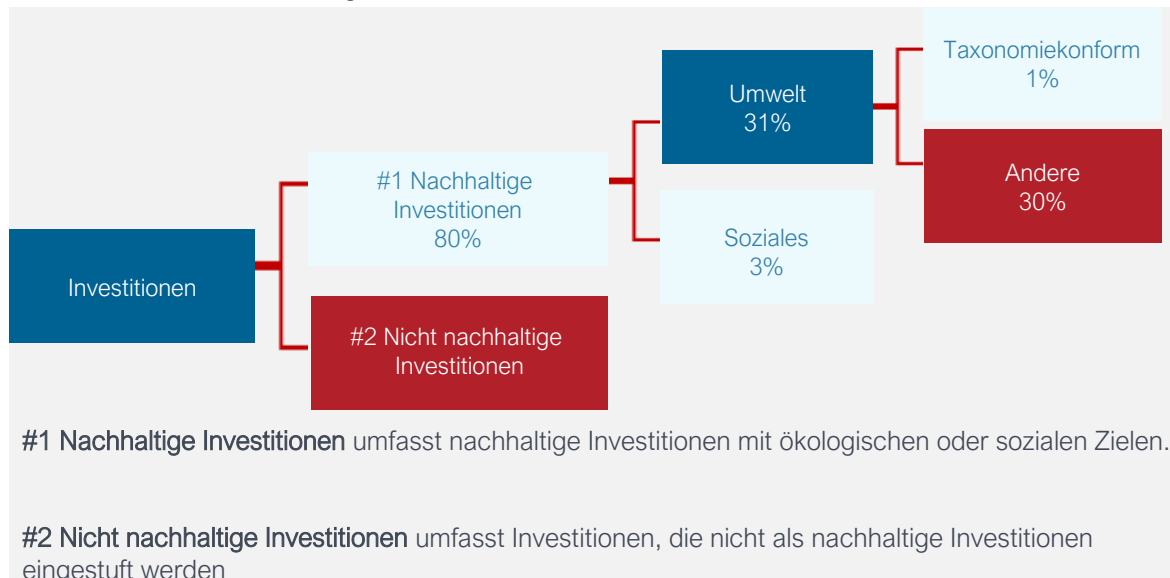 Investitionen
#1 Nachhaltige
Investitionen
80%
#2 Nicht nachhaltige
Investitionen
Umwelt
31%
Soziales
3%
Taxonomiekonform
1%
Andere
30%
#1 Nachhaltige Investitionen umfasst nachhaltige Investitionen mit ökologischen oder sozialen Zielen.
#2 Nicht nachhaltige Investitionen umfasst Investitionen, die nicht als nachhaltige Investitionen
eingestuft werden